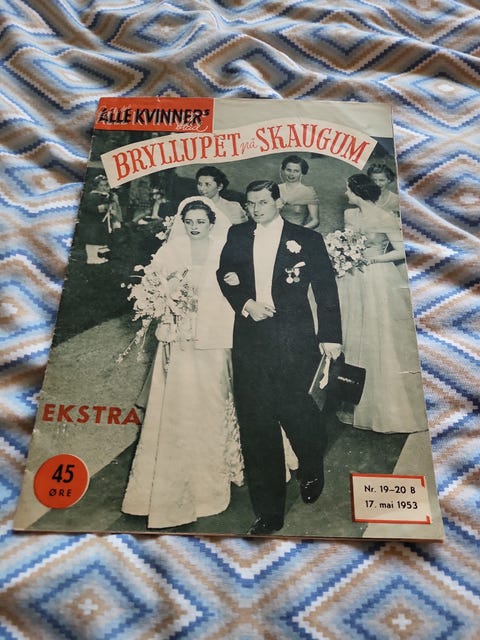 ALLE KVINNERS
blad
BRYLLUPET på SKAUGUM
EKSTRA
45
ØRE
Nr. 19-20 B
17. mai 1953